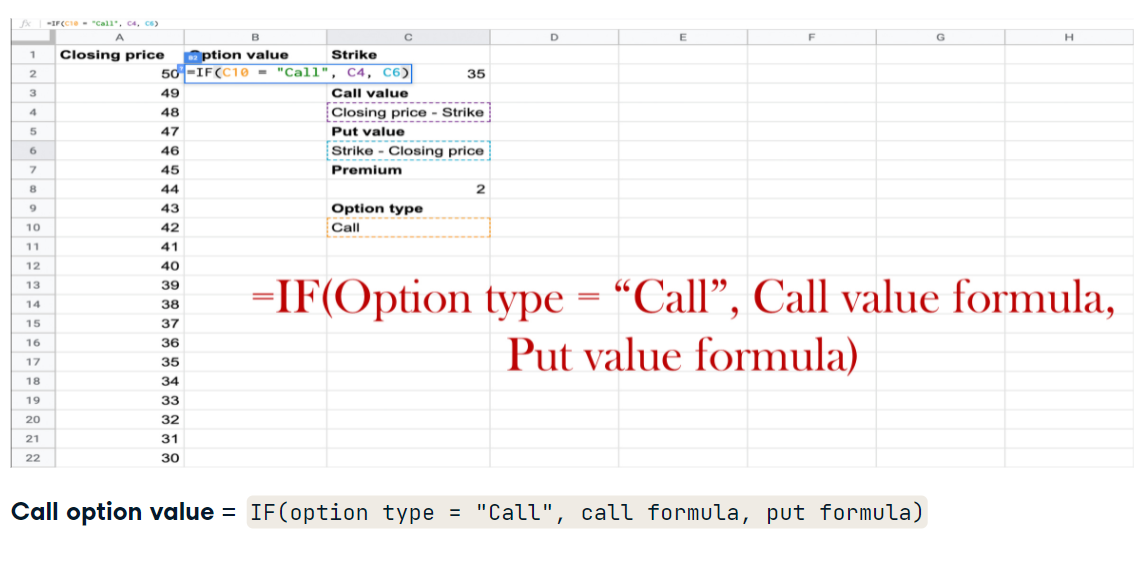 fx =IF(C10 = "Call", C4, C6)
A B C D E F G H
1 Closing price Option value Strike
2 50 =IF(C10 = "Call", C4, C6) 35
3 49 Call value
4 48 Closing price - Strike
5 47 Put value
6 46 Strike - Closing price
7 45 Premium
8 44 2
9 43 Option type
10 42 Call
11 41
12 40
13 39
14 38
15 37
16 36
17 35
18 34
19 33
20 32
21 31
22 30
=IF(Option type = “Call”, Call value formula,
Put value formula)
Call option value = IF(option type = "Call", call formula, put formula)